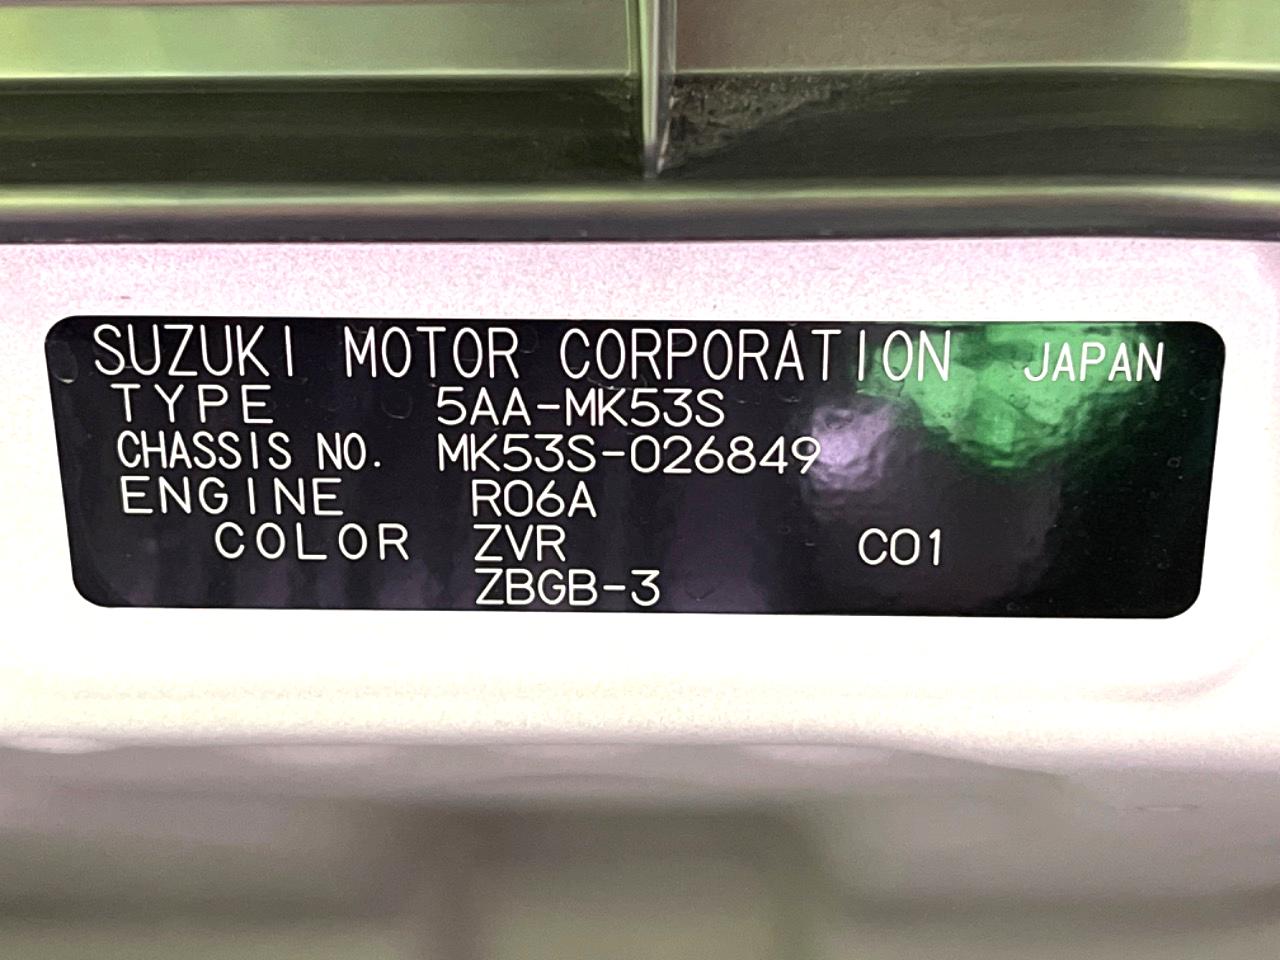 SUZUKI MOTOR CORPORATION JAPAN
TYPE 5AA-MK53S
CHASSIS NO. MK53S-026849
ENGINE R06A
COLOR ZVR C01
ZBGB-3